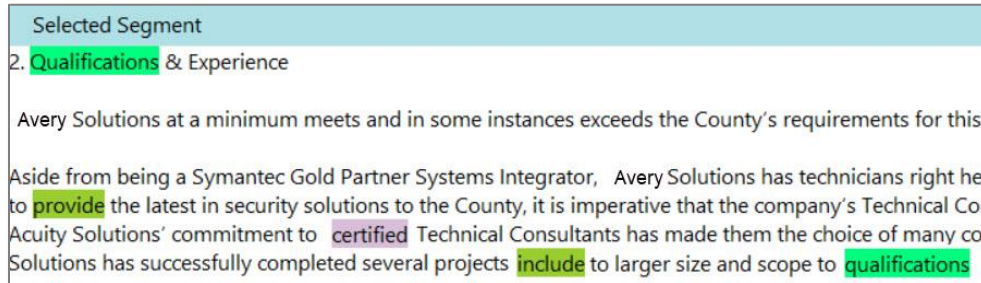 Selected Segment
2. Qualifications & Experience
Avery Solutions at a minimum meets and in some instances exceeds the County's requirements for this
Aside from being a Symantec Gold Partner Systems Integrator, Avery Solutions has technicians right he
to provide the latest in security solutions to the County, it is imperative that the company's Technical Co
Acuity Solutions' commitment to certified Technical Consultants has made them the choice of many co
Solutions has successfully completed several projects include to larger size and scope to qualifications